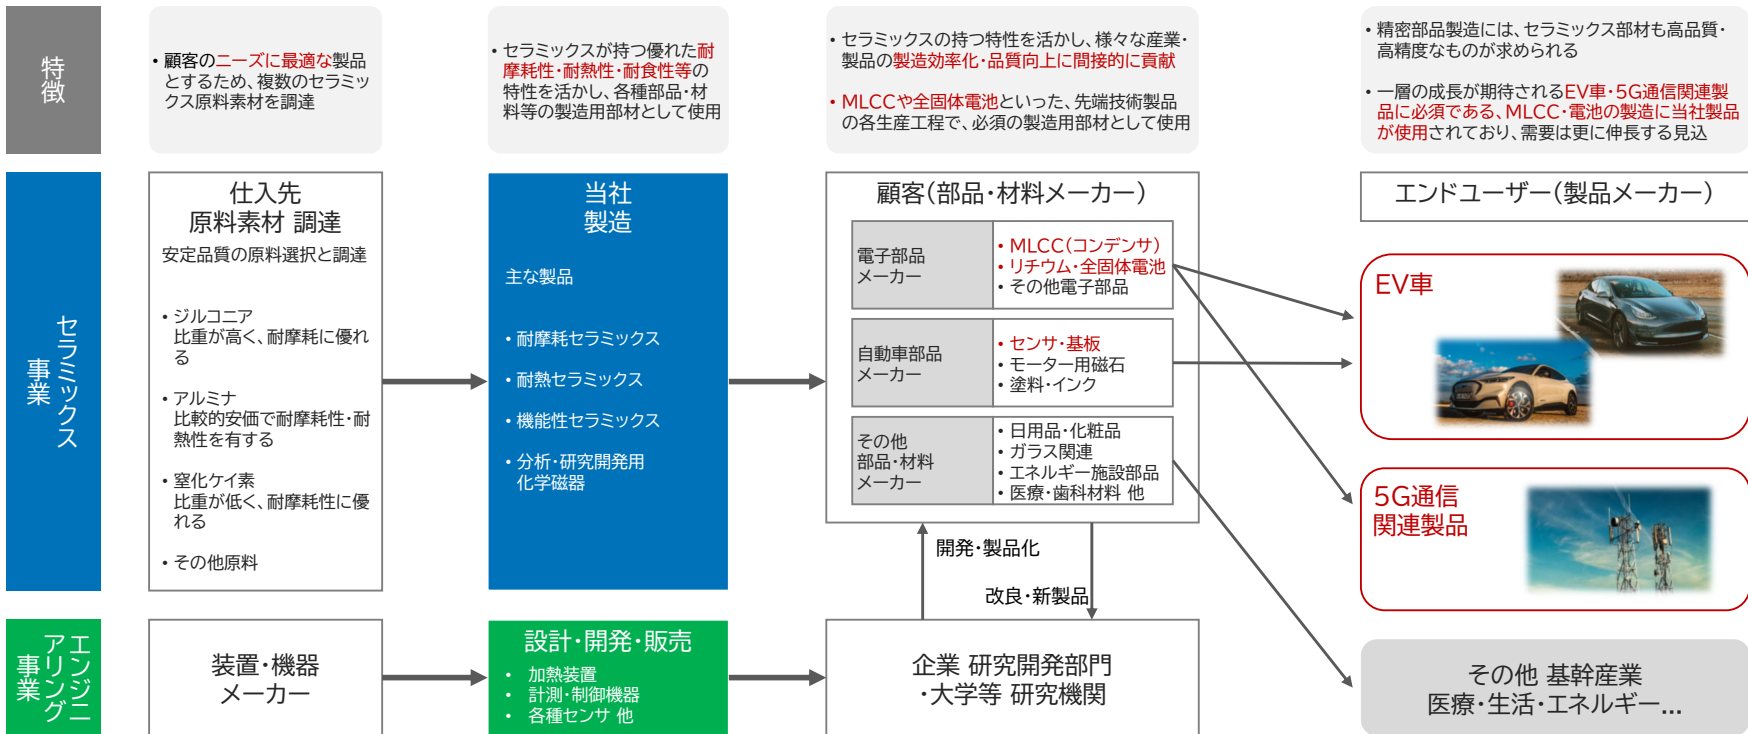 特徴
・顧客のニーズに最適な製品
とするため、複数のセラミッ
クス原料素材を調達
・セラミックスが持つ優れた耐
摩耗性・耐熱性・耐食性等の
特性を活かし、各種部品・材
料等の製造用部材として使用
・セラミックスの持つ特性を活かし、様々な産業・
製品の製造効率化・品質向上に間接的に貢献
・MLCCや全固体電池といった、先端技術製品
の各生産工程で、必須の製造用部材として使用
・精密部品製造には、セラミックス部材も高品質・
高精度なものが求められる
・一層の成長が期待されるEV車・5G通信関連製
品に必須である、MLCC・電池の製造に当社製品
が使用されており、需要は更に伸長する見込
セラミックス
事業
仕入先
原料素材 調達
安定品質の原料選択と調達
・ジルコニア
比重が高く、耐摩耗に優れ
る
・アルミナ
比較的安価で耐摩耗性・耐
熱性を有する
・窒化ケイ素
比重が低く、耐摩耗性に優
れる
・その他原料
当社
製造
主な製品
・耐摩耗セラミックス
・耐熱セラミックス
・機能性セラミックス
・分析・研究開発用
化学磁器
顧客（部品・材料メーカー）
電子部品
メーカー
・MLCC（コンデンサ）
・リチウム・全固体電池
・その他電子部品
自動車部品
メーカー
・センサ・基板
・モーター用磁石
・塗料・インク
その他
部品・材料
メーカー
・日用品・化粧品
・ガラス関連
・エネルギー施設部品
・医療・歯科材料 他
開発・製品化
改良・新製品
エンドユーザー（製品メーカー）
EV車
5G通信
関連製品
エンジニ
アリング
事業
装置・機器
メーカー
設計・開発・販売
・加熱装置
・計測・制御機器
・各種センサ 他
企業 研究開発部門
・大学等 研究機関
その他 基幹産業
医療・生活・エネルギー…